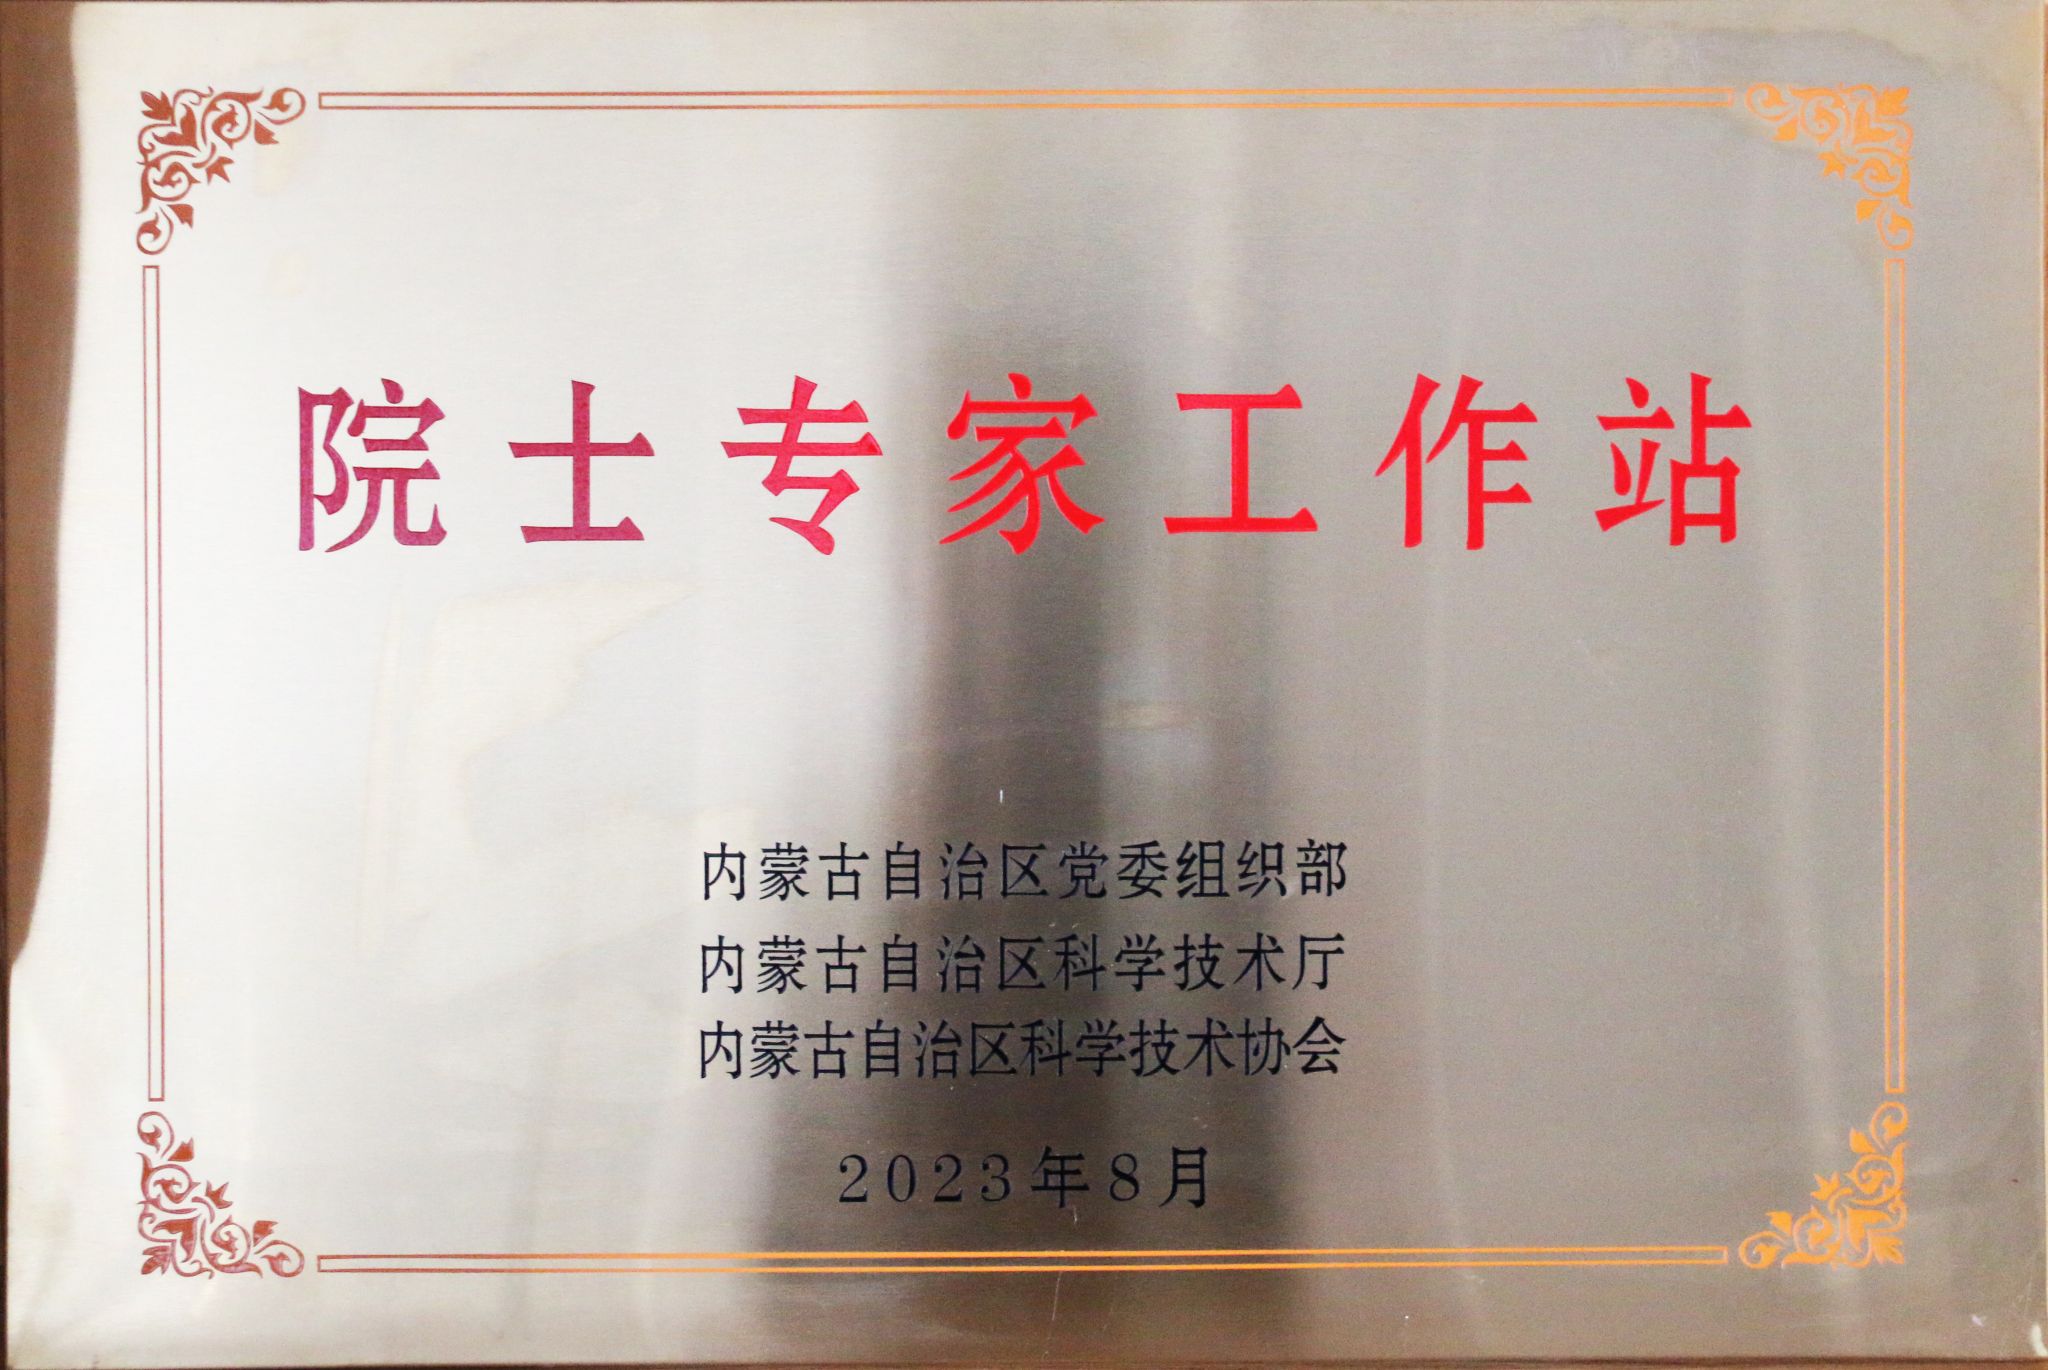 院士专家工作站
内蒙古自治区党委组织部
内蒙古自治区科学技术厅
内蒙古自治区科学技术协会
2023年8月